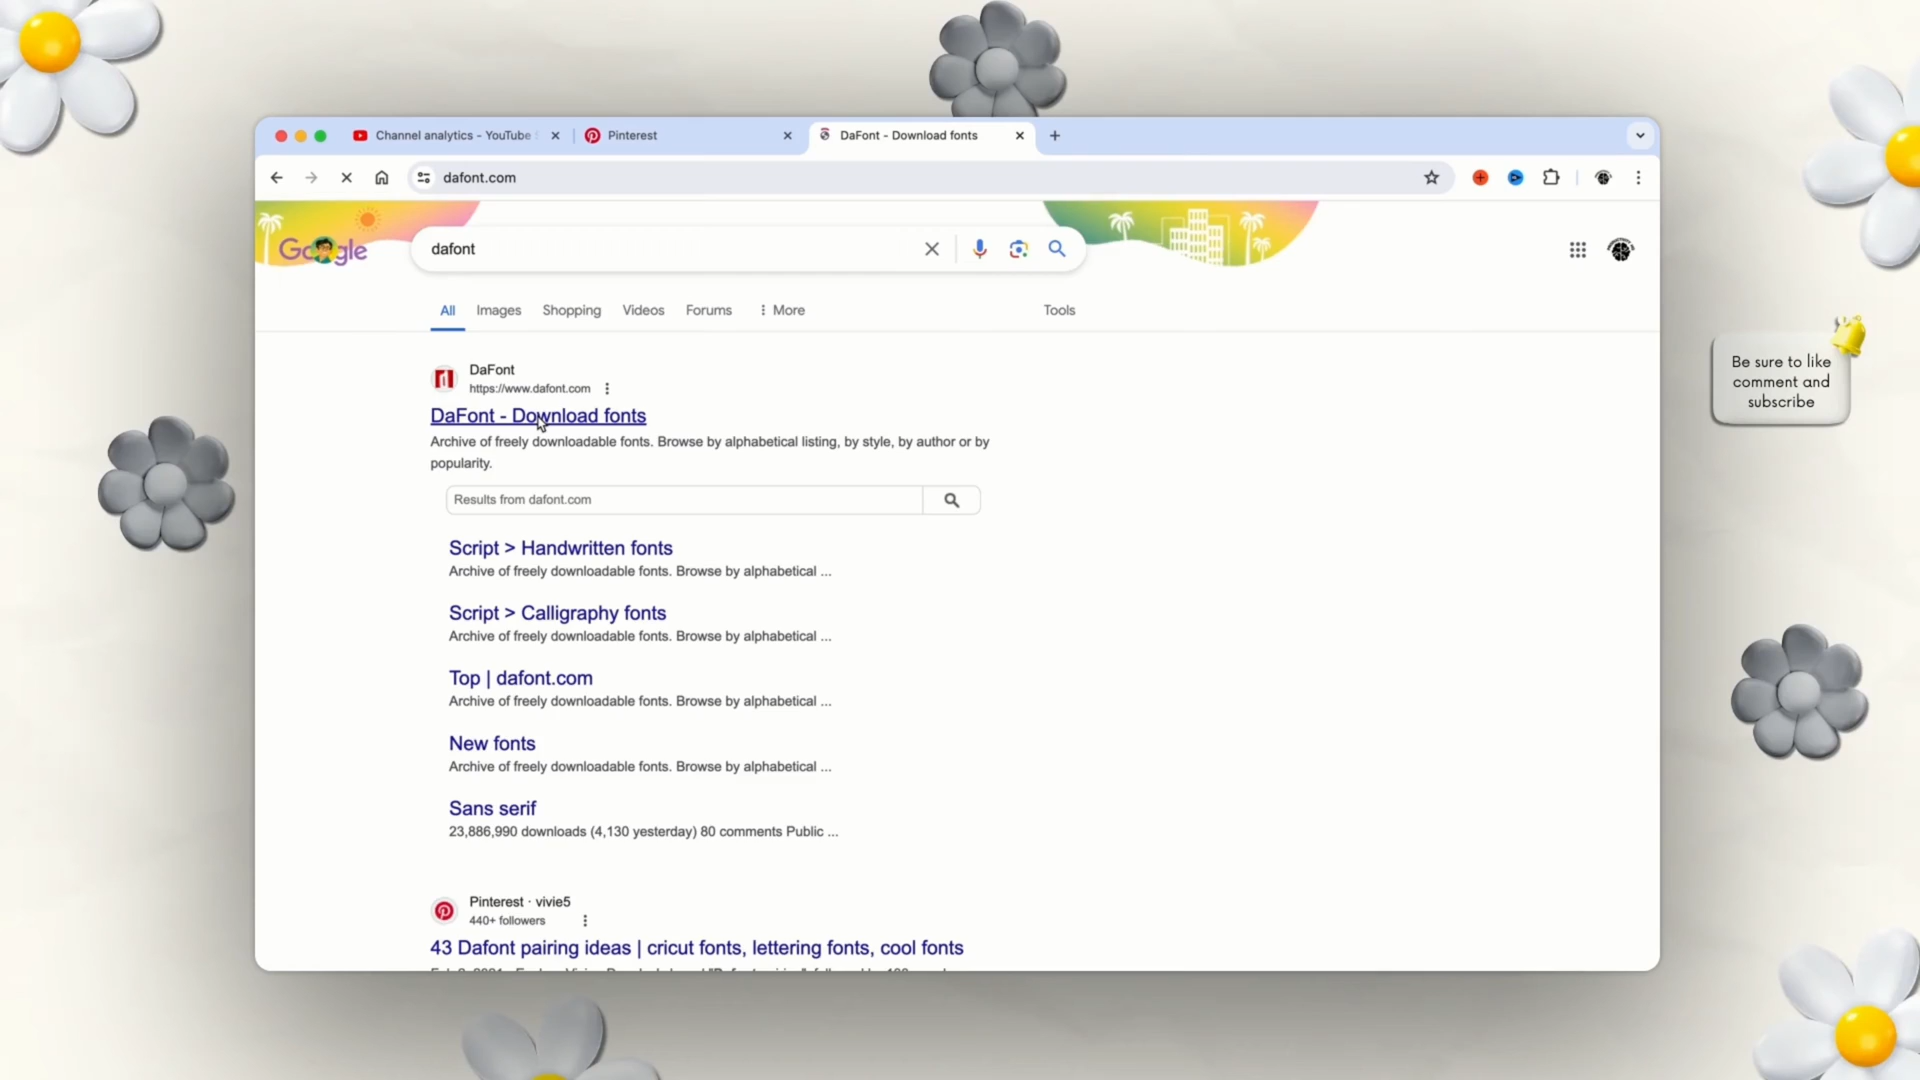 Channel analytics - YouTube
Pinterest
DaFont - Download fonts
dafont.com
Google
dafont
All
Images
Shopping
Videos
Forums
More
Tools
DaFont
https://www.dafont.com
DaFont - Download fonts
Archive of freely downloadable fonts. Browse by alphabetical listing, by style, by author or by
popularity.
Results from dafont.com
Script > Handwritten fonts
Archive of freely downloadable fonts. Browse by alphabetical ...
Script > Calligraphy fonts
Archive of freely downloadable fonts. Browse by alphabetical ...
Top | dafont.com
Archive of freely downloadable fonts. Browse by alphabetical ...
New fonts
Archive of freely downloadable fonts. Browse by alphabetical ...
Sans serif
23,886,990 downloads (4,130 yesterday) 80 comments Public ...
Pinterest · vivie5
440+ followers
43 Dafont pairing ideas | cricut fonts, lettering fonts, cool fonts
Be sure to like
comment and
subscribe